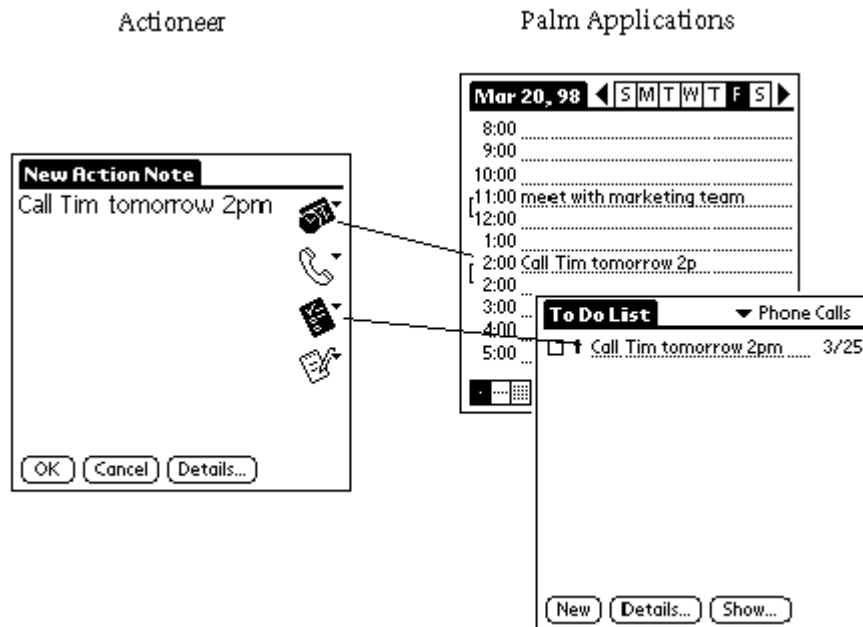 Actioneer
Palm Applications
New Action Note
Call Tim tomorrow 2pm
OK Cancel Details...
Mar 20, 98 S M T W T F S
8:00
9:00
10:00
11:00 meet with marketing team
12:00
1:00
2:00 Call Tim tomorrow 2p
2:00
3:00
4:00
5:00
To Do List Phone Calls
1 Call Tim tomorrow 2pm 3/25
New Details... Show...